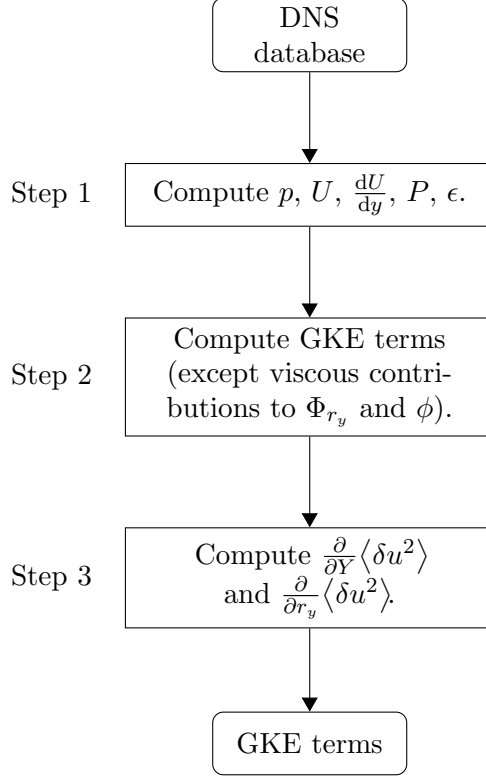 DNS
database
Step 1
Compute p, U, dU/dy, P, ϵ.
Step 2
Compute GKE terms
(except viscous contri-
butions to Φ_{r_y} and ϕ).
Step 3
Compute ∂/∂Y ⟨δu²⟩
and ∂/∂r_y ⟨δu²⟩.
GKE terms